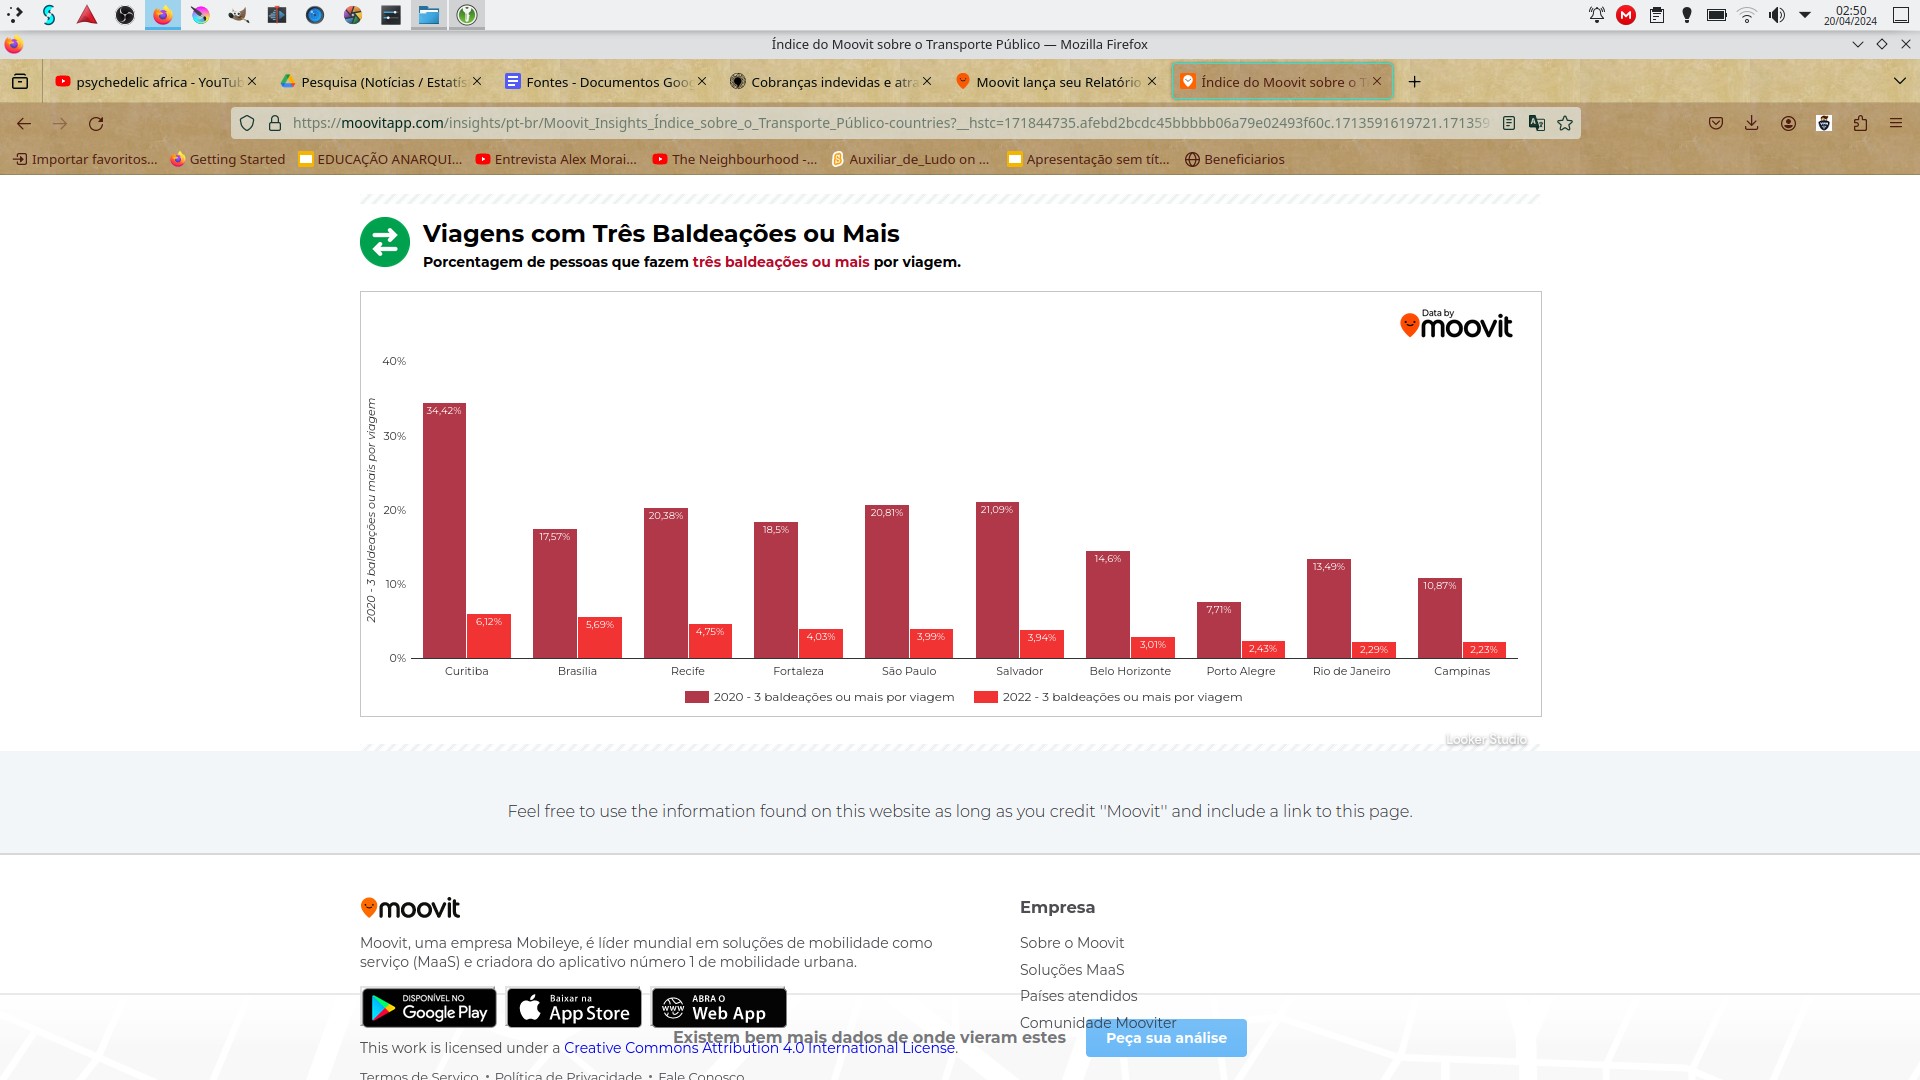 02:50
20/04/2024
Índice do Moovit sobre o Transporte Público — Mozilla Firefox
psychedelic africa - YouTub
Pesquisa (Notícias / Estatís
Fontes - Documentos Goo
Cobranças indevidas e atra
Moovit lança seu Relatório
Índice do Moovit sobre o T
https://moovitapp.com/insights/pt-br/Moovit_Insights_Índice_sobre_o_Transporte_Público-countries?__hstc=171844735.afebd2bcdc45bbbbb06a79e02493f60c.1713591619721.171359
Importar favoritos...
Getting Started
EDUCAÇÃO ANARQUI...
Entrevista Alex Morai...
The Neighbourhood -...
Auxiliar_de_Ludo on ...
Apresentação sem tít...
Beneficiarios
Viagens com Três Baldeações ou Mais
Porcentagem de pessoas que fazem três baldeações ou mais por viagem.
Data by
moovit
2020 - 3 baldeações ou mais por viagem
40%
30%
20%
10%
0%
34,42%
6,12%
17,57%
5,69%
20,38%
4,75%
18,5%
4,03%
20,81%
3,99%
21,09%
3,94%
14,6%
3,01%
7,71%
2,43%
13,49%
2,29%
10,87%
2,23%
Curitiba
Brasília
Recife
Fortaleza
São Paulo
Salvador
Belo Horizonte
Porto Alegre
Rio de Janeiro
Campinas
2020 - 3 baldeações ou mais por viagem
2022 - 3 baldeações ou mais por viagem
Looker Studio
Feel free to use the information found on this website as long as you credit "Moovit" and include a link to this page.
moovit
Moovit, uma empresa Mobileye, é líder mundial em soluções de mobilidade como
serviço (MaaS) e criadora do aplicativo número 1 de mobilidade urbana.
DISPONÍVEL NO
Google Play
Baixar na
App Store
WWW
ABRA O
Web App
This work is licensed under a Creative Commons Attribution 4.0 International License.
Termos de Serviço • Política de Privacidade • Fale Conosco
Empresa
Sobre o Moovit
Soluções MaaS
Países atendidos
Comunidade Mooviter
Existem bem mais dados de onde vieram estes
Peça sua análise